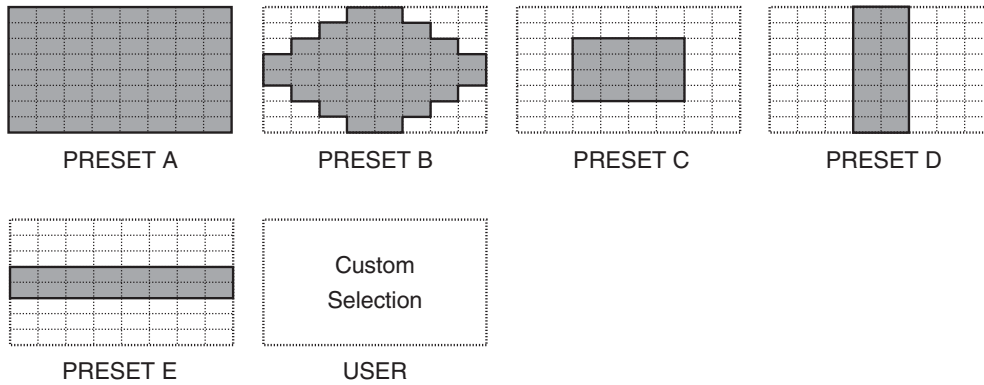 PRESET A
PRESET B
PRESET C
PRESET D
Custom
Selection
PRESET E
USER